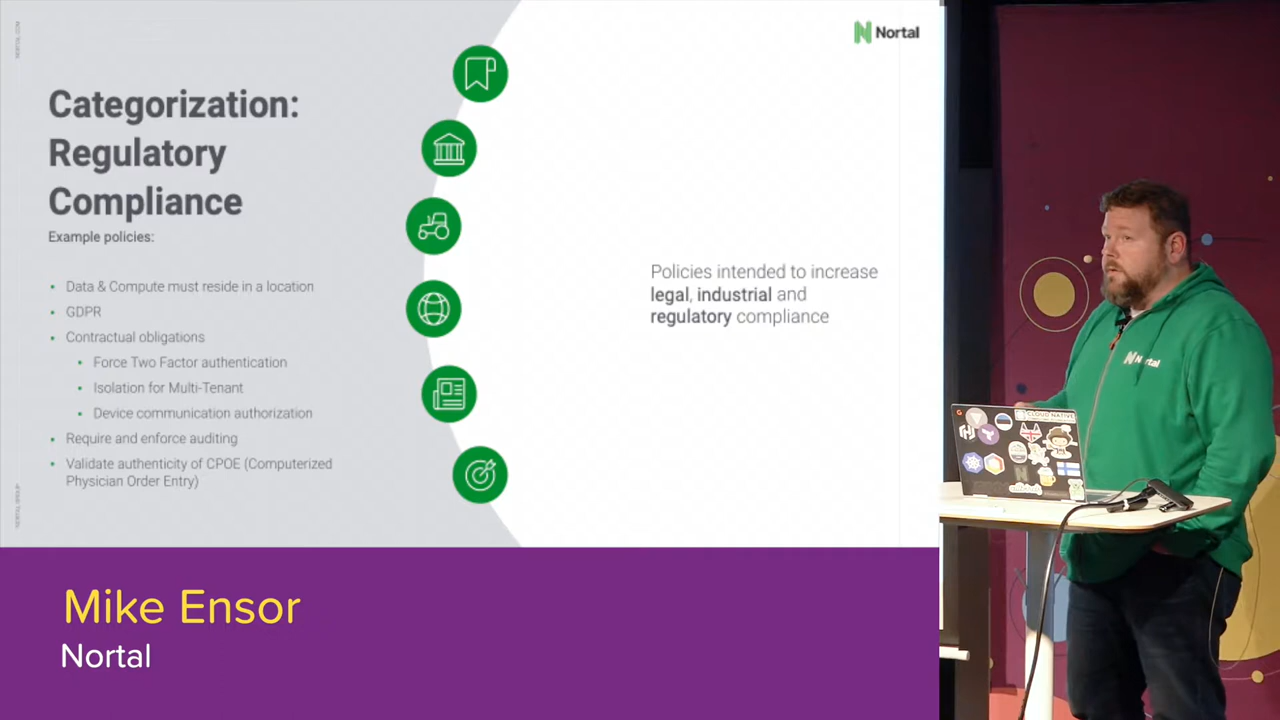 NORTAL.COM
Nortal
Categorization:
Regulatory
Compliance
Example policies:
Data & Compute must reside in a location
GDPR
Contractual obligations
Force Two Factor authentication
Isolation for Multi-Tenant
Device communication authorization
Require and enforce auditing
Validate authenticity of CPOE (Computerized
Physician Order Entry)
Policies intended to increase
legal, industrial and
regulatory compliance
Nortal
CLOUD NATIVE
Mike Ensor
Nortal